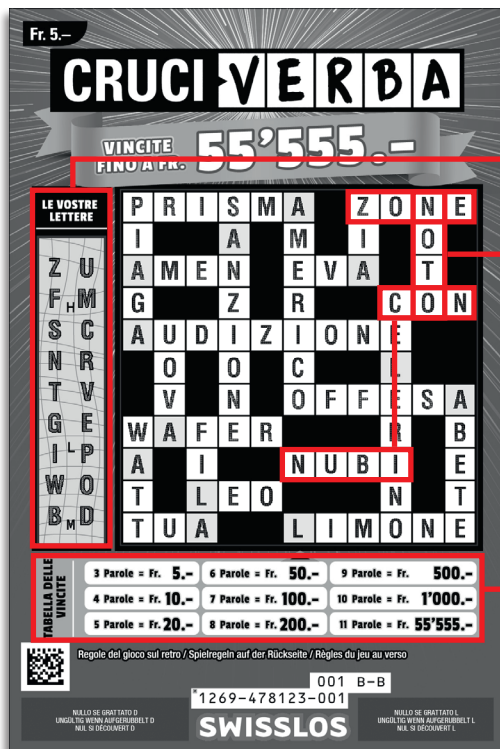 Fr. 5.–
CRUCI VERBA
VINCITE
FINO A FR. 55'555.–
LE VOSTRE
LETTERE
Z U
F H M
S C
N R
T V
G E
I L P
W O
B M D
P R I S M A Z O N E
I A M I O
A M E N E V A T
G Z R C O N
A U D I Z I O N E
O O C L
V N O F F E S A
W A F E R R B
A I N U B I E
T L E O N T
T U A L I M O N E
TABELLA DELLE
VINCITE
3 Parole = Fr. 5.– 6 Parole = Fr. 50.– 9 Parole = Fr. 500.–
4 Parole = Fr. 10.– 7 Parole = Fr. 100.– 10 Parole = Fr. 1'000.–
5 Parole = Fr. 20.– 8 Parole = Fr. 200.– 11 Parole = Fr. 55'555.–
Regole del gioco sul retro / Spielregeln auf der Rückseite / Règles du jeu au verso
001 B–B
*1269-478123-001
NULLO SE GRATTATO D
UNGÜLTIG WENN AUFGERUBBELT D
NUL SI DÉCOUVERT D
SWISSLOS
NULLO SE GRATTATO L
UNGÜLTIG WENN AUFGERUBBELT L
NUL SI DÉCOUVERT L